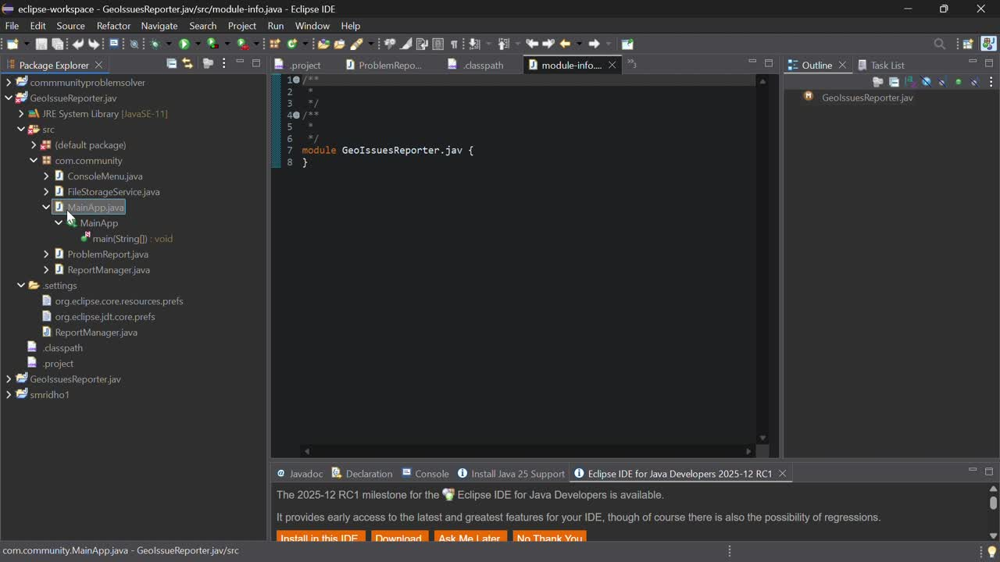 eclipse-workspace - GeoIssuesReporter.jav/src/module-info.java - Eclipse IDE
File Edit Source Refactor Navigate Search Project Run Window Help
Package Explorer
.project ProblemRepo... .classpath module-info.... »3
Outline Task List
commmunityproblemsolver
GeoIssueReporter.jav
JRE System Library [JavaSE-11]
src
(default package)
com.community
ConsoleMenu.java
FileStorageService.java
MainApp.java
MainApp
main(String[]) : void
ProblemReport.java
ReportManager.java
.settings
org.eclipse.core.resources.prefs
org.eclipse.jdt.core.prefs
ReportManager.java
.classpath
.project
GeoIssuesReporter.jav
smridho1
1 /**
2 *
3 */
4 /**
5 *
6 */
7 module GeoIssuesReporter.jav {
8 }
GeoIssuesReporter.jav
@ Javadoc Declaration Console Install Java 25 Support Eclipse IDE for Java Developers 2025-12 RC1
The 2025-12 RC1 milestone for the Eclipse IDE for Java Developers is available.
It provides early access to the latest and greatest features for your IDE, though of course there is also the possibility of regressions.
Install in this IDE Download Ask Me Later No Thank You
com.community.MainApp.java - GeoIssueReporter.jav/src